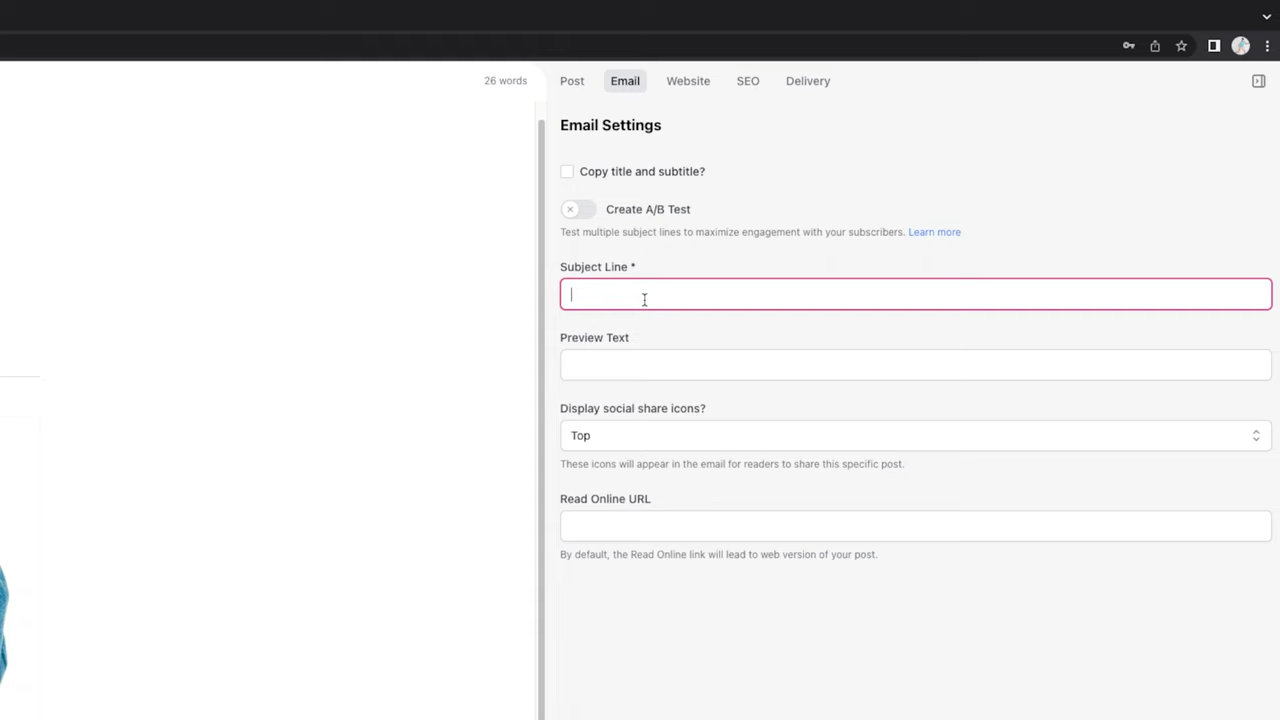 26 words
Post Email Website SEO Delivery
Email Settings
Copy title and subtitle?
Create A/B Test
Test multiple subject lines to maximize engagement with your subscribers. Learn more
Subject Line *
Preview Text
Display social share icons?
Top
These icons will appear in the email for readers to share this specific post.
Read Online URL
By default, the Read Online link will lead to web version of your post.